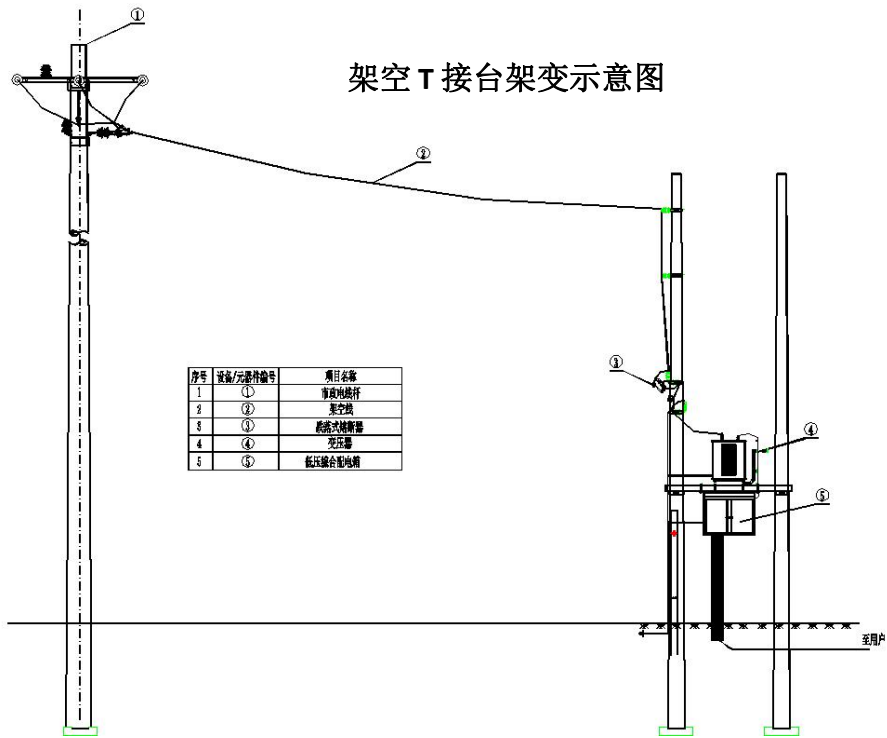 ①
架空 T 接台架变示意图
②
③
序号 设备/元器件编号 项目名称
1 ① 市政电线杆
2 ② 架空线
3 ③ 跌落式熔断器
4 ④ 变压器
5 ⑤ 低压综合配电箱
④
⑤
至用户